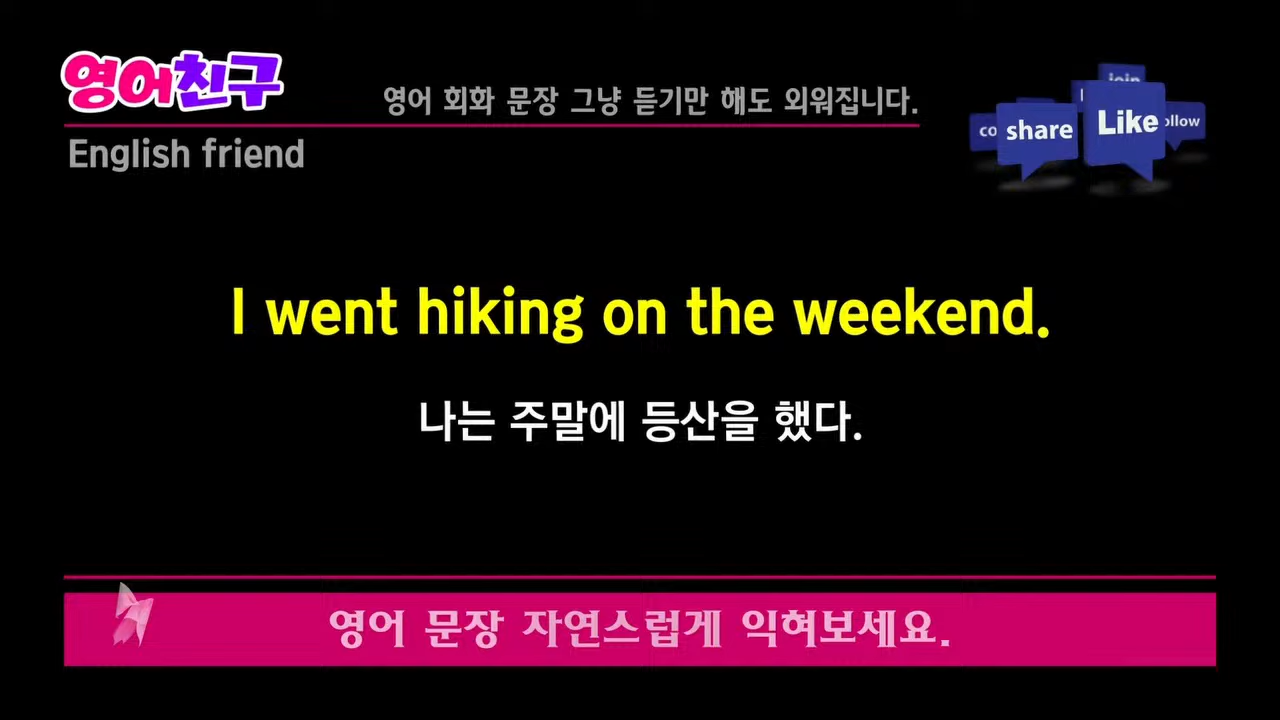 영어친구
영어 회화 문장 그냥 듣기만 해도 외워집니다.
English friend
join
share
Like
I went hiking on the weekend.
나는 주말에 등산을 했다.
영어 문장 자연스럽게 익혀보세요.